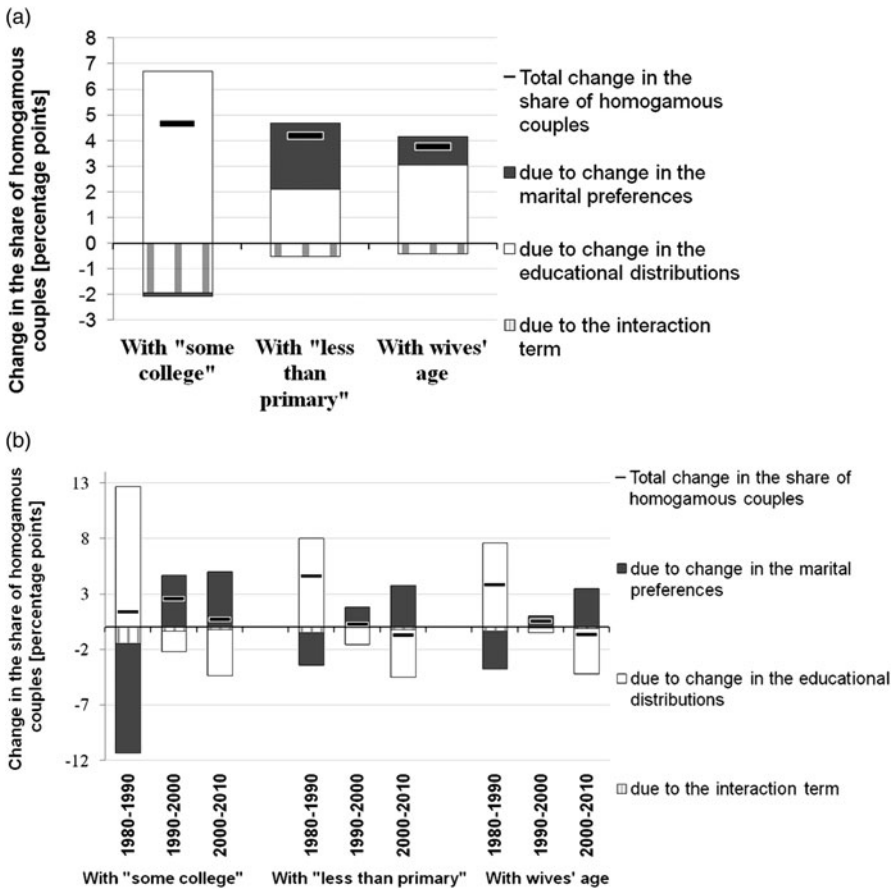 (a)
Change in the share of homogamous
couples [percentage points]
8
7
6
5
4
3
2
1
0
-1
-2
-3
With "some
college"
With "less
than
primary"
With wives'
age
Total change in the
share of homogamous
couples
due to change in the
marital preferences
due to change in the
educational distributions
due to the interaction
term
(b)
Change in the share of homogamous
couples [percentage points]
13
8
3
-2
-7
-12
1980-1990
1990-2000
2000-2010
1980-1990
1990-2000
2000-2010
1980-1990
1990-2000
2000-2010
With "some college"
With "less than primary"
With wives' age
Total change in the share of
homogamous couples
due to change in the marital
preferences
due to change in the educational
distributions
due to the interaction term